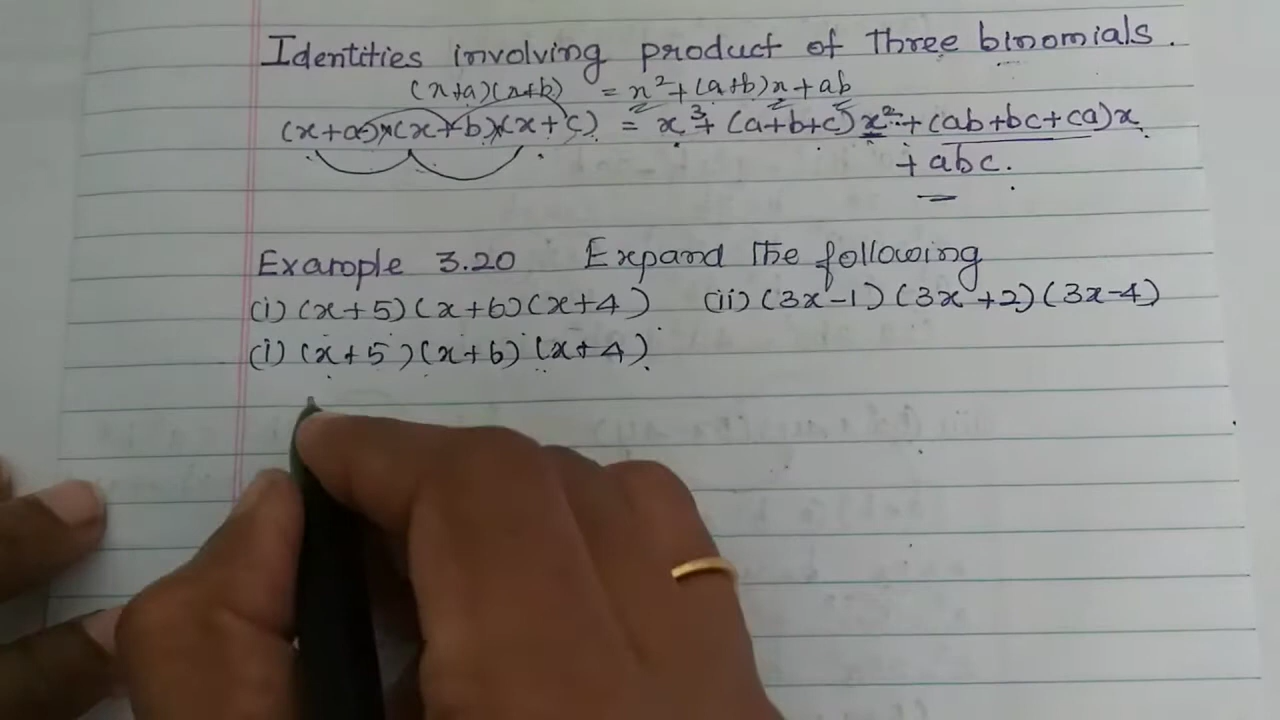 Identities involving product of three binomials.
(x+a)(x+b) = x²+(a+b)x+ab
(x+a)(x+b)(x+c) = x³+(a+b+c)x²+(ab+bc+ca)x
+abc.
Example 3.20 Expand the following
(i) (x+5)(x+6)(x+4) (ii) (3x-1)(3x+2)(3x-4)
(i) (x+5)(x+6)(x+4)